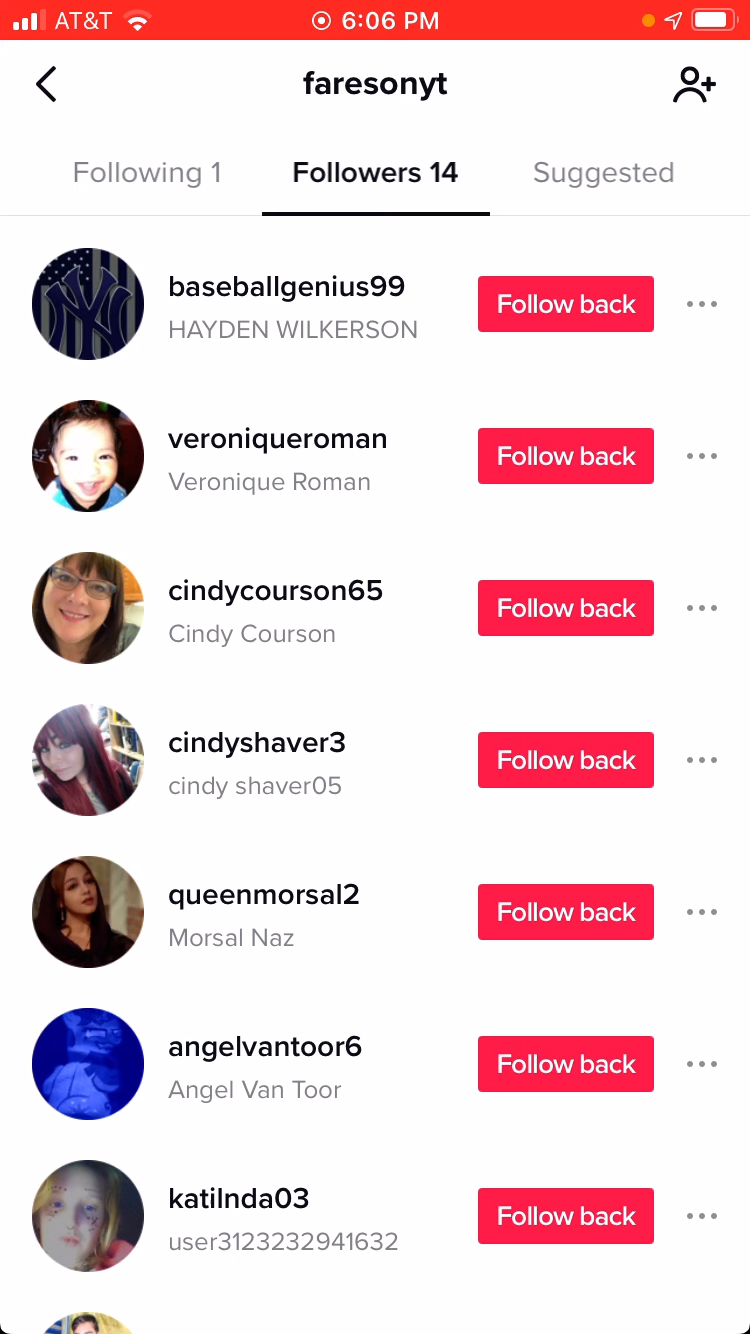 AT&T 6:06 PM
faresonyt
Following 1 Followers 14 Suggested
baseballgenius99
HAYDEN WILKERSON
Follow back
veroniqueroman
Veronique Roman
Follow back
cindycourson65
Cindy Courson
Follow back
cindyshaver3
cindy shaver05
Follow back
queenmorsal2
Morsal Naz
Follow back
angelvantoor6
Angel Van Toor
Follow back
katilnda03
user3123232941632
Follow back